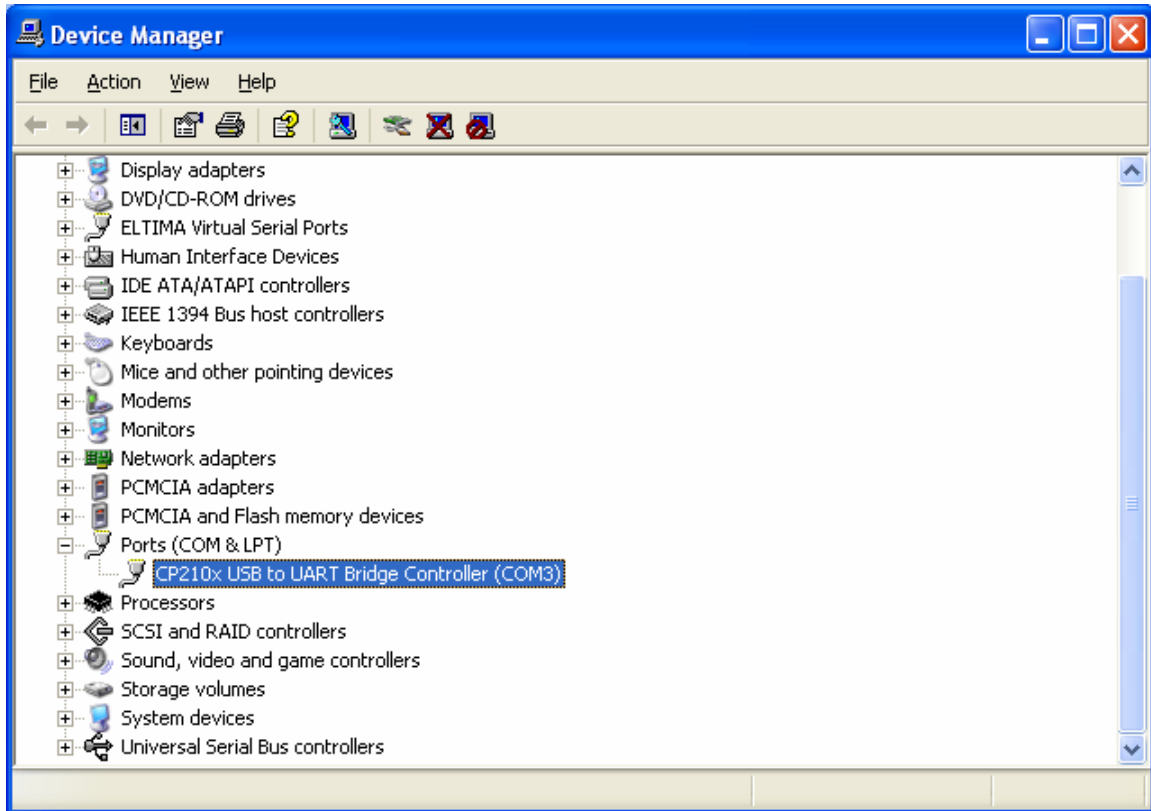 Device Manager
File Action View Help
Display adapters
DVD/CD-ROM drives
ELTIMA Virtual Serial Ports
Human Interface Devices
IDE ATA/ATAPI controllers
IEEE 1394 Bus host controllers
Keyboards
Mice and other pointing devices
Modems
Monitors
Network adapters
PCMCIA adapters
PCMCIA and Flash memory devices
Ports (COM & LPT)
CP210x USB to UART Bridge Controller (COM3)
Processors
SCSI and RAID controllers
Sound, video and game controllers
Storage volumes
System devices
Universal Serial Bus controllers